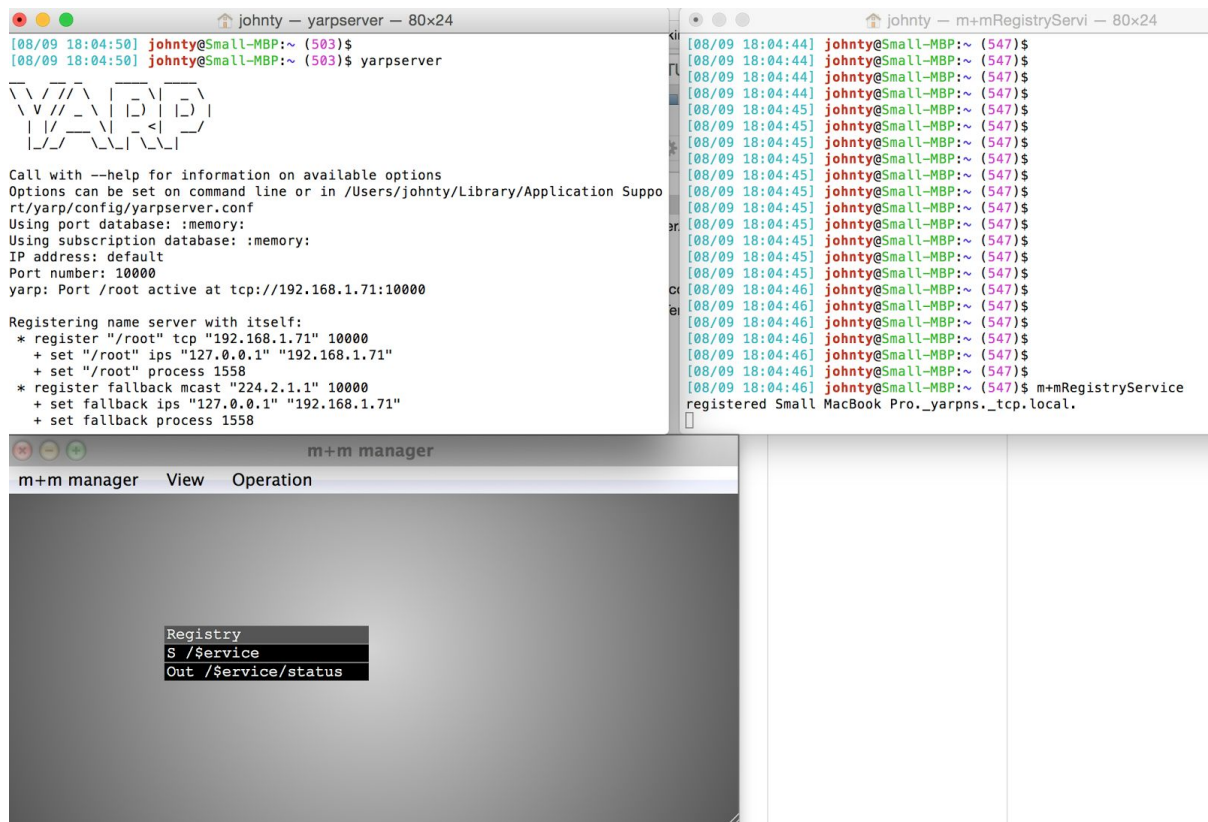 johnty — yarpserver — 80×24
[08/09 18:04:50] johnty@Small-MBP:~ (503)$
[08/09 18:04:50] johnty@Small-MBP:~ (503)$ yarpserver
YARP
Call with --help for information on available options
Options can be set on command line or in /Users/johnty/Library/Application Suppo
rt/yarp/config/yarpserver.conf
Using port database: :memory:
Using subscription database: :memory:
IP address: default
Port number: 10000
yarp: Port /root active at tcp://192.168.1.71:10000
Registering name server with itself:
* register "/root" tcp "192.168.1.71" 10000
+ set "/root" ips "127.0.0.1" "192.168.1.71"
+ set "/root" process 1558
* register fallback mcast "224.2.1.1" 10000
+ set fallback ips "127.0.0.1" "192.168.1.71"
+ set fallback process 1558
johnty — m+mRegistryServi — 80×24
[08/09 18:04:44] johnty@Small-MBP:~ (547)$
[08/09 18:04:44] johnty@Small-MBP:~ (547)$
[08/09 18:04:44] johnty@Small-MBP:~ (547)$
[08/09 18:04:44] johnty@Small-MBP:~ (547)$
[08/09 18:04:45] johnty@Small-MBP:~ (547)$
[08/09 18:04:45] johnty@Small-MBP:~ (547)$
[08/09 18:04:45] johnty@Small-MBP:~ (547)$
[08/09 18:04:45] johnty@Small-MBP:~ (547)$
[08/09 18:04:45] johnty@Small-MBP:~ (547)$
[08/09 18:04:45] johnty@Small-MBP:~ (547)$
[08/09 18:04:45] johnty@Small-MBP:~ (547)$
[08/09 18:04:45] johnty@Small-MBP:~ (547)$
[08/09 18:04:45] johnty@Small-MBP:~ (547)$
[08/09 18:04:45] johnty@Small-MBP:~ (547)$
[08/09 18:04:45] johnty@Small-MBP:~ (547)$
[08/09 18:04:46] johnty@Small-MBP:~ (547)$
[08/09 18:04:46] johnty@Small-MBP:~ (547)$
[08/09 18:04:46] johnty@Small-MBP:~ (547)$
[08/09 18:04:46] johnty@Small-MBP:~ (547)$
[08/09 18:04:46] johnty@Small-MBP:~ (547)$
[08/09 18:04:46] johnty@Small-MBP:~ (547)$
[08/09 18:04:46] johnty@Small-MBP:~ (547)$ m+mRegistryService
registered Small MacBook Pro._yarpns._tcp.local.
m+m manager
m+m manager View Operation
Registry
S /$ervice
Out /$ervice/status